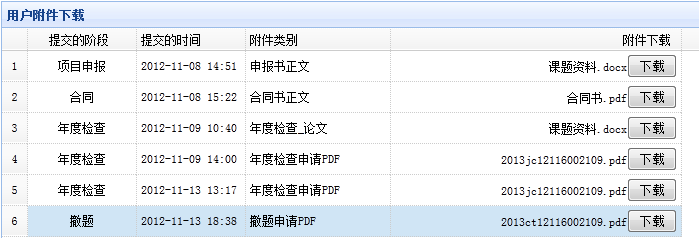 用户附件下载
提交的阶段 提交的时间 附件类别 附件下载
1 项目申报 2012-11-08 14:51 申报书正文 课题资料.docx 下载
2 合同 2012-11-08 15:22 合同书正文 合同书.pdf 下载
3 年度检查 2012-11-09 10:40 年度检查_论文 课题资料.docx 下载
4 年度检查 2012-11-09 14:00 年度检查申请PDF 2013jc12116002109.pdf 下载
5 年度检查 2012-11-13 13:17 年度检查申请PDF 2013jc12116002109.pdf 下载
6 撤题 2012-11-13 18:38 撤题申请PDF 2013ct12116002109.pdf 下载